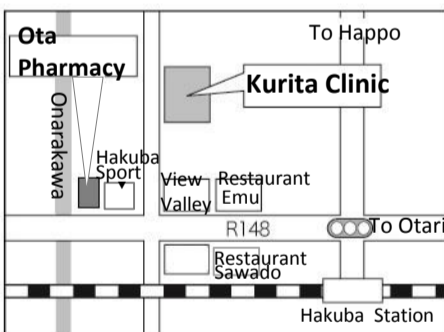 Ota
Pharmacy
To Happo
Kurita Clinic
Onarakawa
Hakuba
Sport
View
Valley
Restaurant
Emu
R148
To Otari
Restaurant
Sawado
Hakuba Station